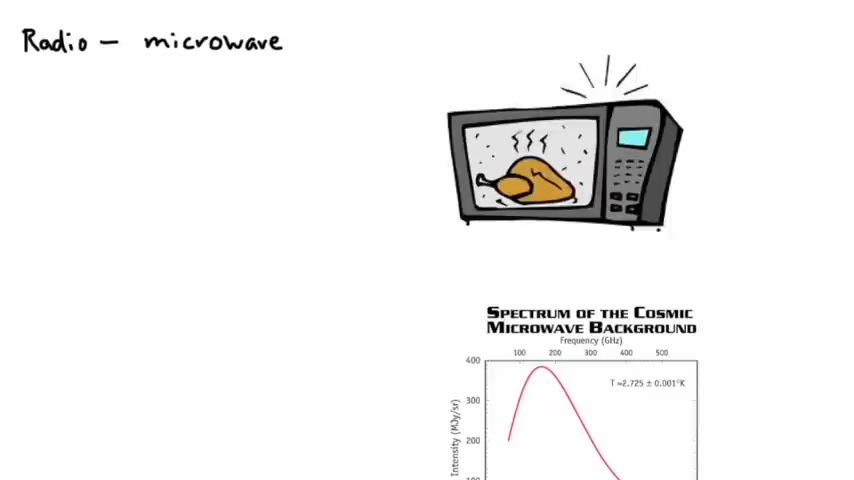 Radio – microwave
SPECTRUM OF THE COSMIC
MICROWAVE BACKGROUND
Frequency (GHz)
100 200 300 400 500
400
T =2.725 ± 0.001°K
300
Intensity (MJy/sr)
200
100